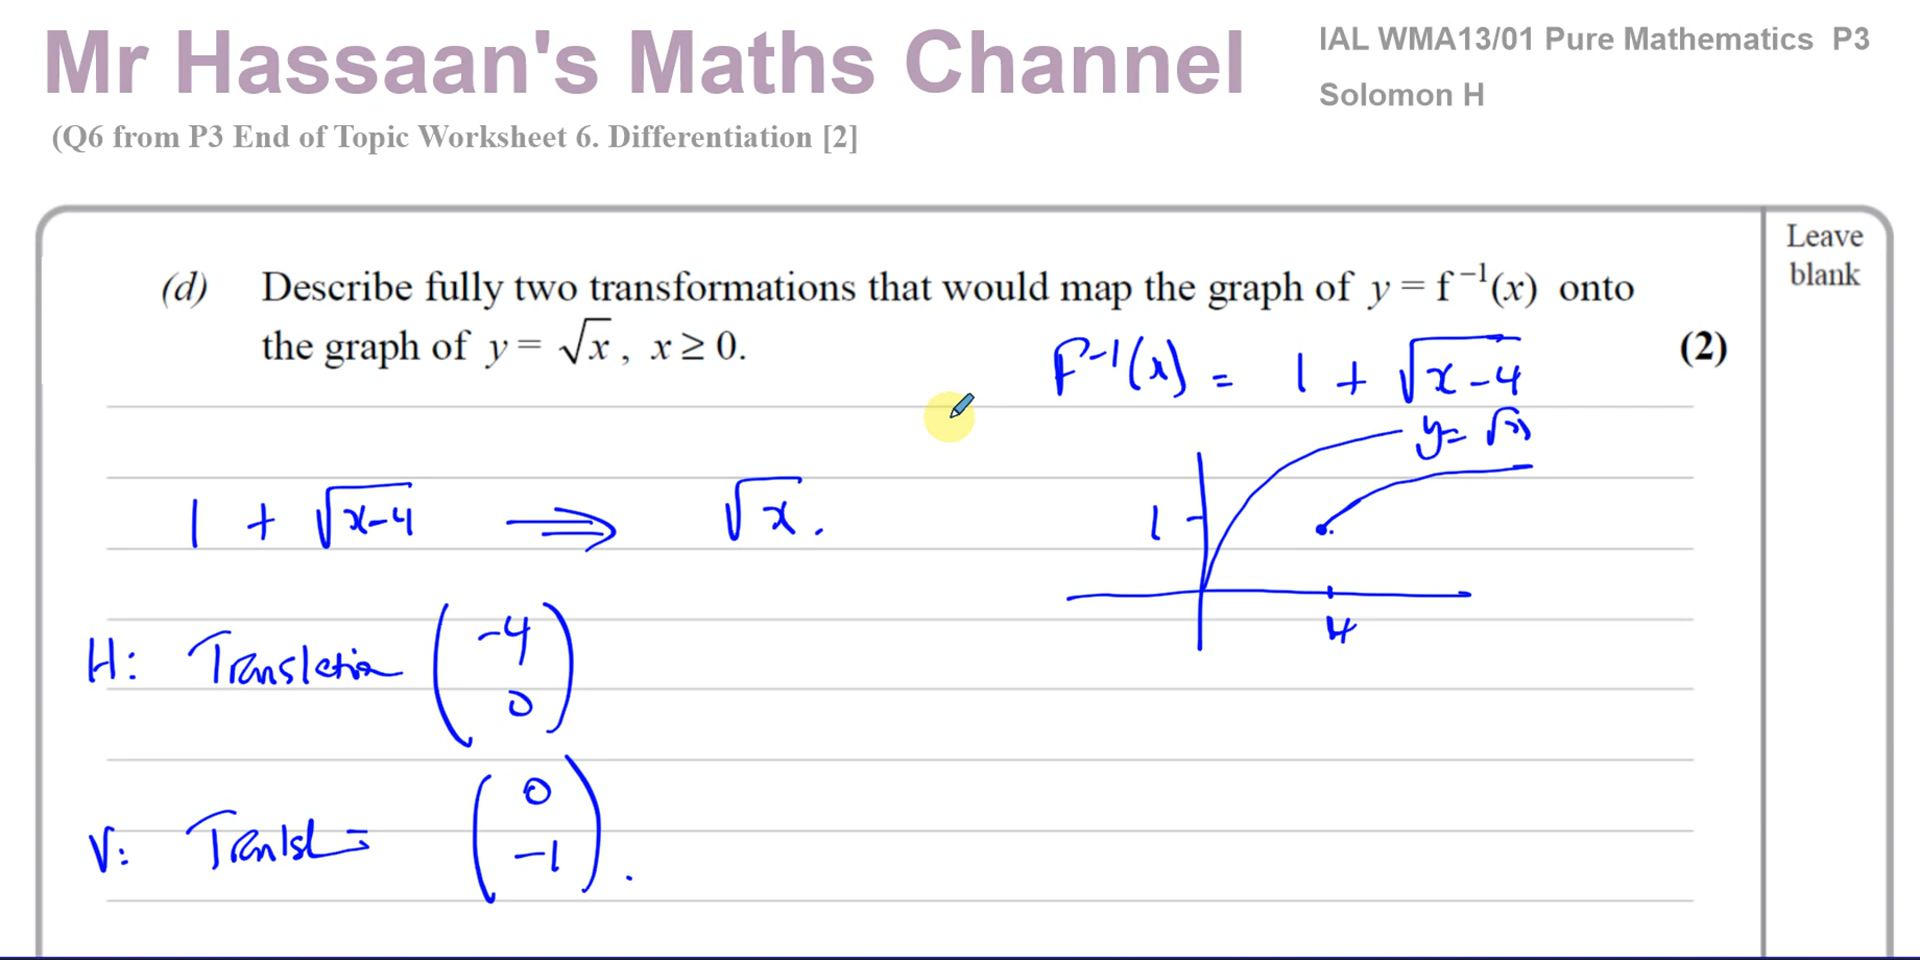 Mr Hassaan's Maths Channel
IAL WMA13/01 Pure Mathematics P3
Solomon H
(Q6 from P3 End of Topic Worksheet 6. Differentiation [2]
Leave
blank
(d) Describe fully two transformations that would map the graph of y = f⁻¹(x) onto
the graph of y = √x , x ≥ 0.
(2)
F⁻¹(x) = 1 + √(x-4)
y = √x
1 + √(x-4) ⟹ √x.
1
4
H: Translation (-4
0)
V: Transl= (0
-1).